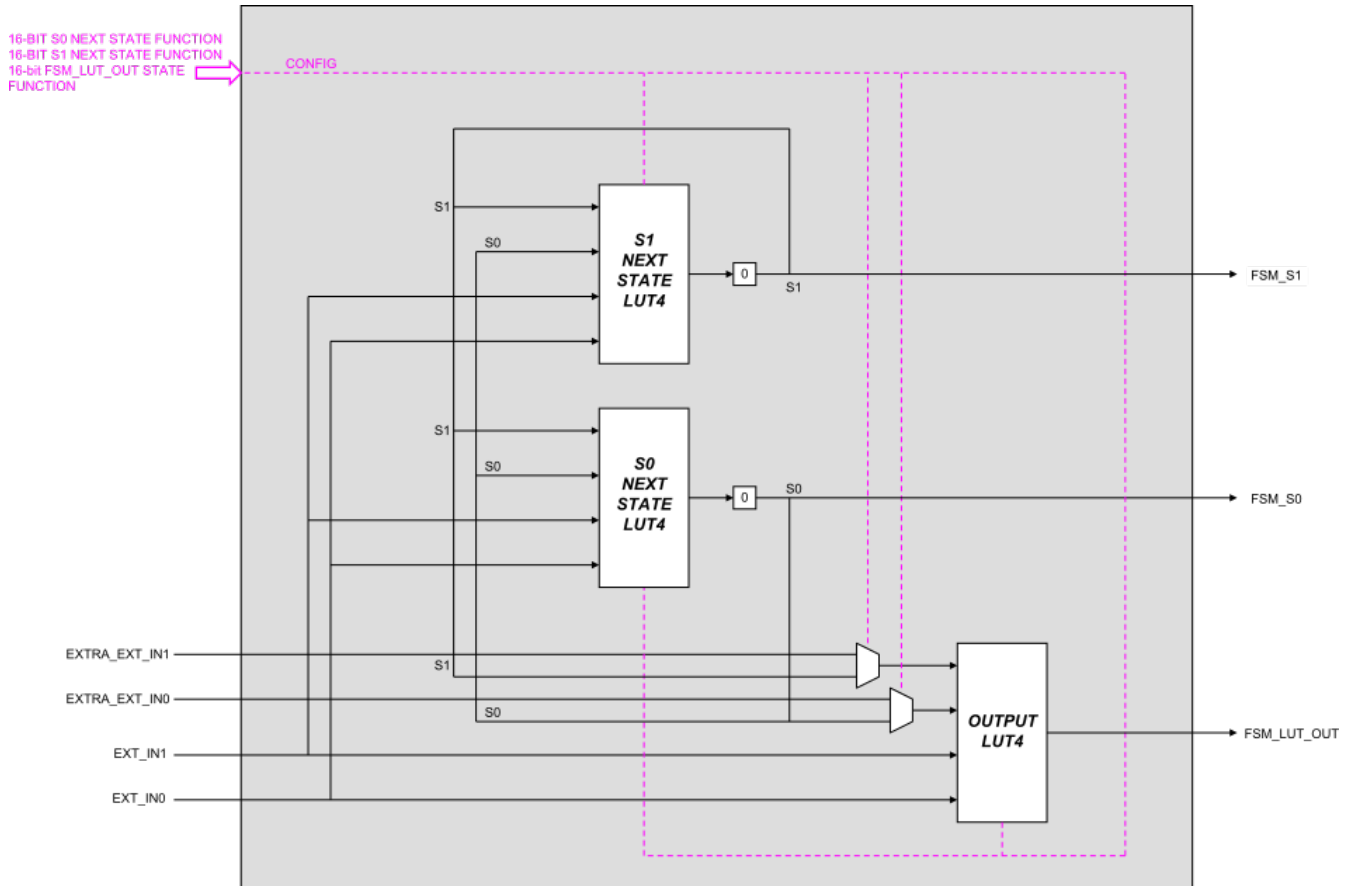 16-BIT S0 NEXT STATE FUNCTION
16-BIT S1 NEXT STATE FUNCTION
16-bit FSM_LUT_OUT STATE
FUNCTION
CONFIG
S1
S0
S1
NEXT
STATE
LUT4
0
S1
FSM_S1
S1
S0
S0
NEXT
STATE
LUT4
0
S0
FSM_S0
EXTRA_EXT_IN1
S1
EXTRA_EXT_IN0
S0
EXT_IN1
EXT_IN0
OUTPUT
LUT4
FSM_LUT_OUT